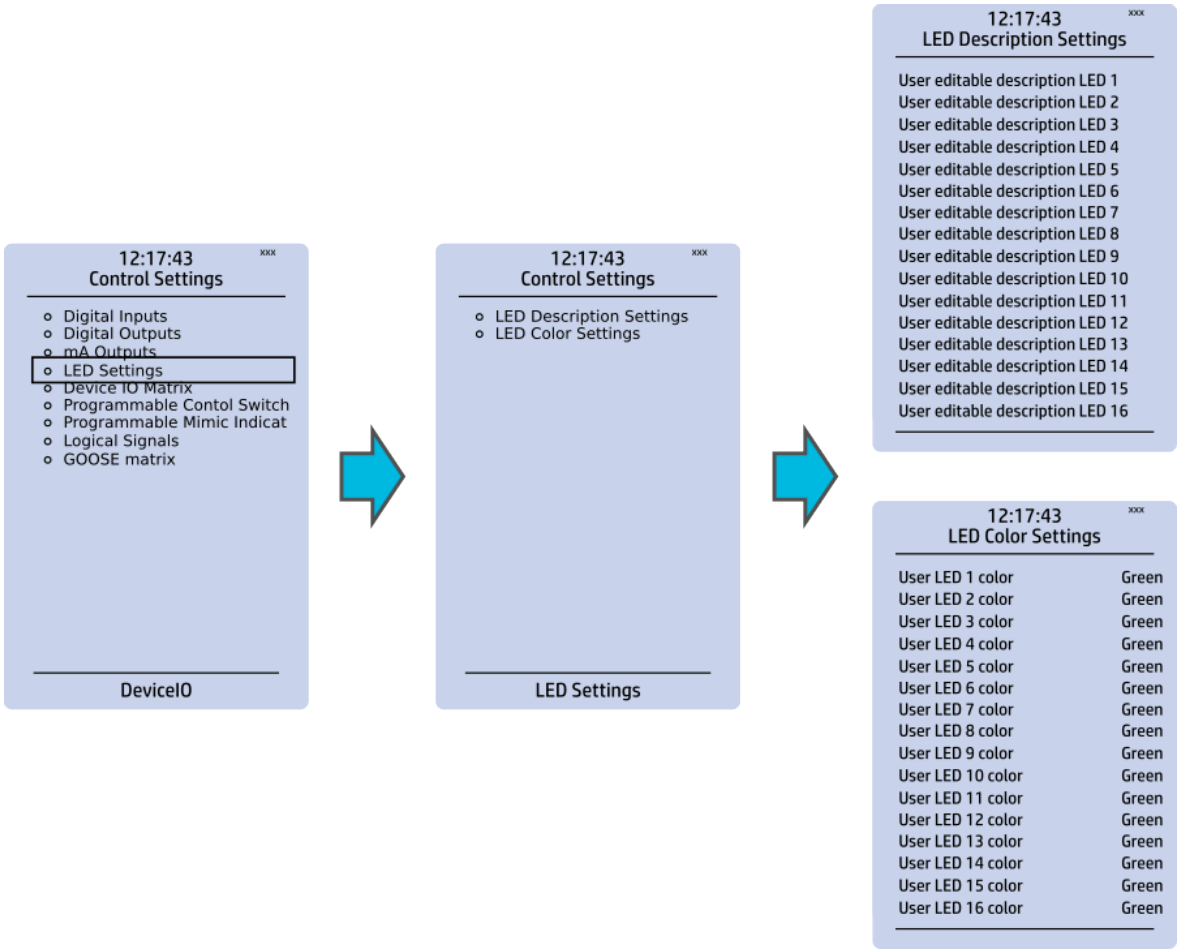 12:17:43 xxx
Control Settings
Digital Inputs
Digital Outputs
mA Outputs
LED Settings
Device IO Matrix
Programmable Contol Switch
Programmable Mimic Indicat
Logical Signals
GOOSE matrix
DeviceIO
12:17:43 xxx
Control Settings
LED Description Settings
LED Color Settings
LED Settings
12:17:43 xxx
LED Description Settings
User editable description LED 1
User editable description LED 2
User editable description LED 3
User editable description LED 4
User editable description LED 5
User editable description LED 6
User editable description LED 7
User editable description LED 8
User editable description LED 9
User editable description LED 10
User editable description LED 11
User editable description LED 12
User editable description LED 13
User editable description LED 14
User editable description LED 15
User editable description LED 16
12:17:43 xxx
LED Color Settings
User LED 1 color Green
User LED 2 color Green
User LED 3 color Green
User LED 4 color Green
User LED 5 color Green
User LED 6 color Green
User LED 7 color Green
User LED 8 color Green
User LED 9 color Green
User LED 10 color Green
User LED 11 color Green
User LED 12 color Green
User LED 13 color Green
User LED 14 color Green
User LED 15 color Green
User LED 16 color Green